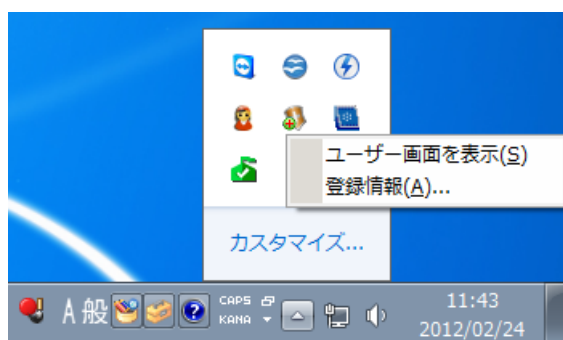 ユーザー画面を表示(S)
登録情報(A)...
カスタマイズ...
A 般 CAPS KANA
11:43
2012/02/24